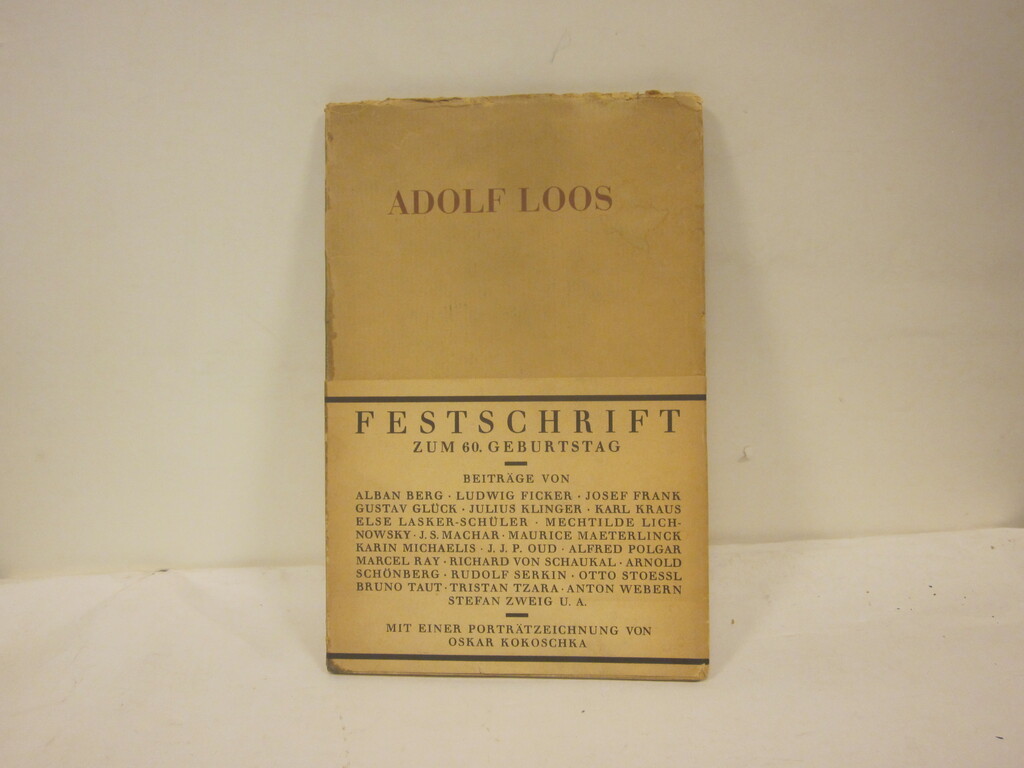 ADOLF LOOS
FESTSCHRIFT
ZUM 60. GEBURTSTAG
BEITRÄGE VON
ALBAN BERG · LUDWIG FICKER · JOSEF FRANK
GUSTAV GLÜCK · JULIUS KLINGER · KARL KRAUS
ELSE LASKER-SCHÜLER · MECHTILDE LICH-
NOWSKY · J. S. MACHAR · MAURICE MAETERLINCK
KARIN MICHAELIS · J. J. P. OUD · ALFRED POLGAR
MARCEL RAY · RICHARD VON SCHAUKAL · ARNOLD
SCHÖNBERG · RUDOLF SERKIN · OTTO STOESSL
BRUNO TAUT · TRISTAN TZARA · ANTON WEBERN
STEFAN ZWEIG U. A.
MIT EINER PORTRÄTZEICHNUNG VON
OSKAR KOKOSCHKA